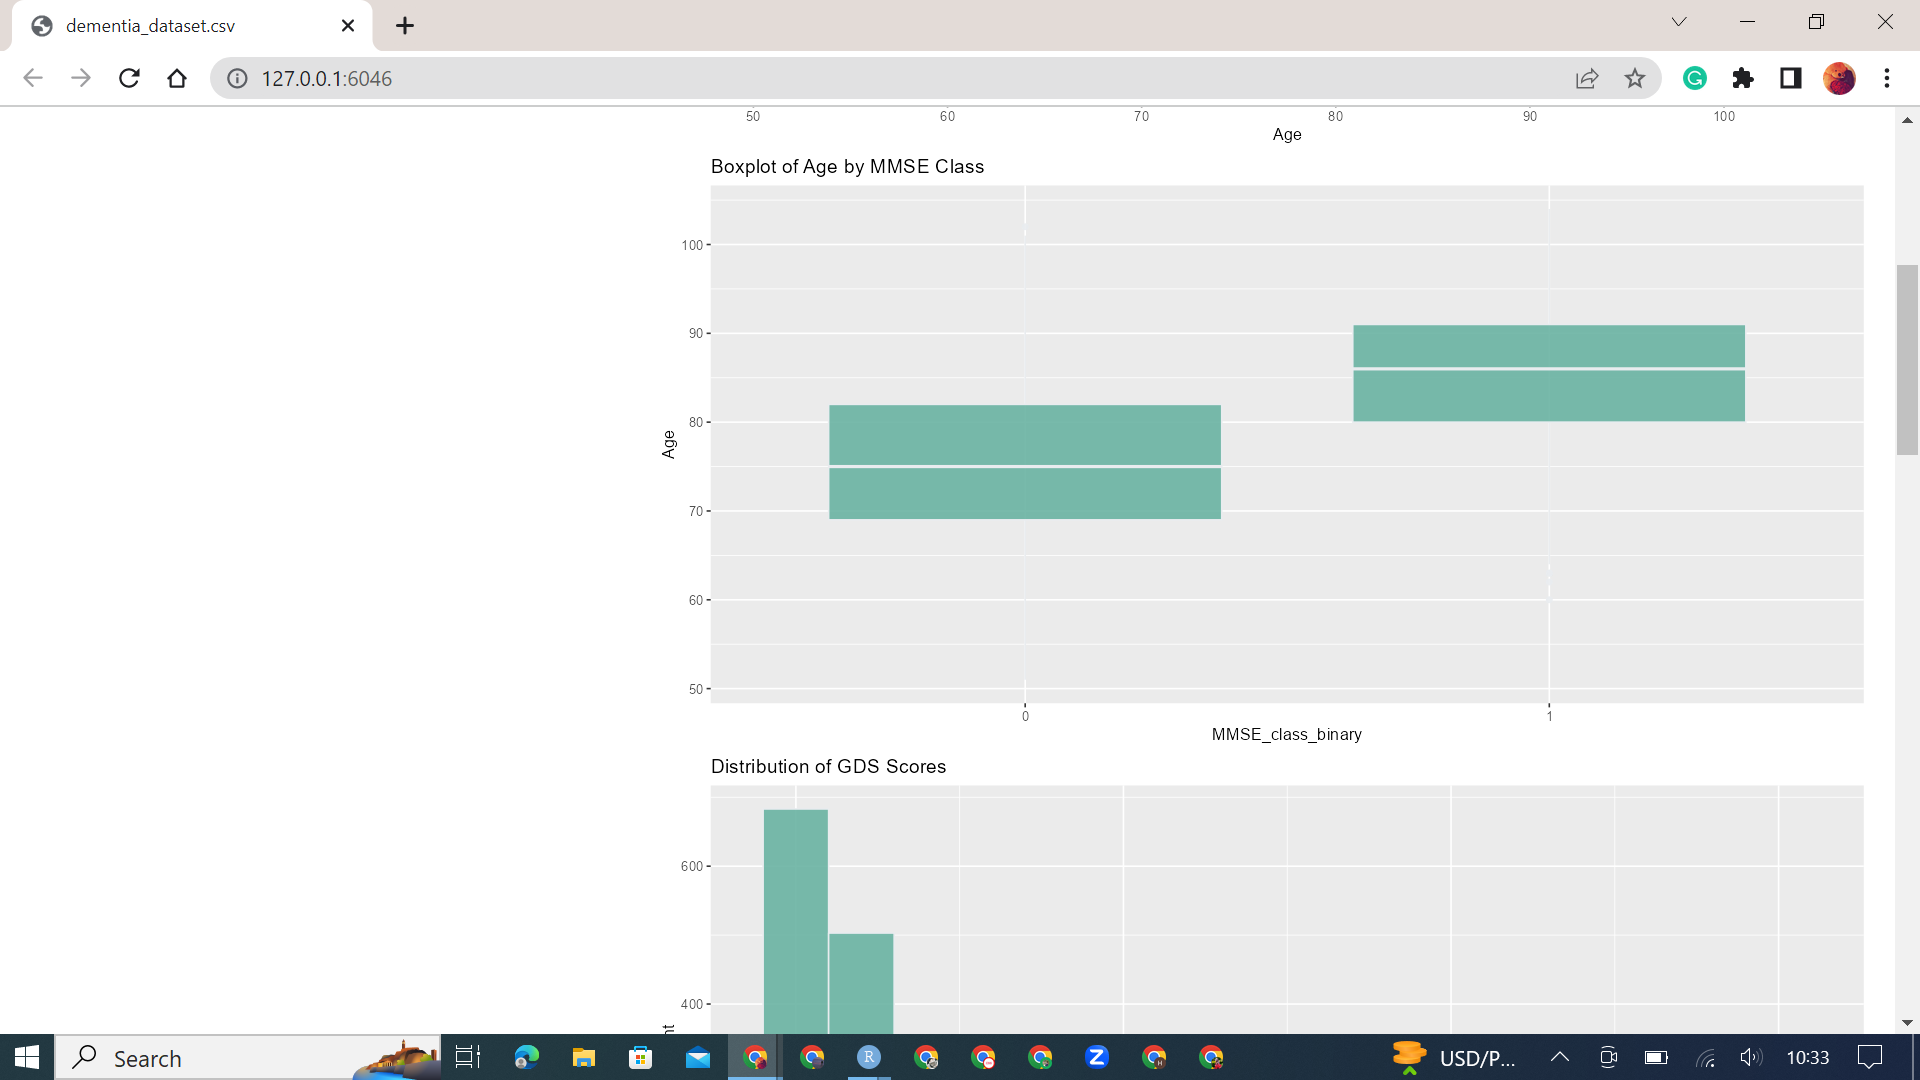 dementia_dataset.csv
127.0.0.1:6046
50 60 70 80 90 100
Age
Boxplot of Age by MMSE Class
100
90
80
70
60
50
Age
0 1
MMSE_class_binary
Distribution of GDS Scores
600
400
Search
USD/P...
10:33